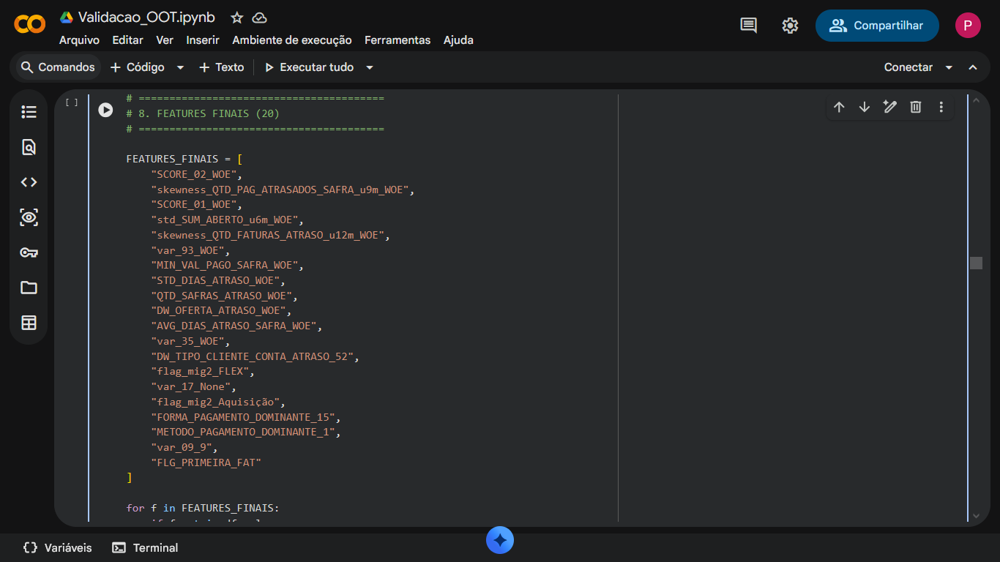 Validacao_OOT.ipynb
Arquivo Editar Ver Inserir Ambiente de execução Ferramentas Ajuda
Compartilhar
P
Comandos + Código + Texto Executar tudo
Conectar
[ ]
# ========================================
# 8. FEATURES FINAIS (20)
# ========================================
FEATURES_FINAIS = [
"SCORE_02_WOE",
"skewness_QTD_PAG_ATRASADOS_SAFRA_u9m_WOE",
"SCORE_01_WOE",
"std_SUM_ABERTO_u6m_WOE",
"skewness_QTD_FATURAS_ATRASO_u12m_WOE",
"var_93_WOE",
"MIN_VAL_PAGO_SAFRA_WOE",
"STD_DIAS_ATRASO_WOE",
"QTD_SAFRAS_ATRASO_WOE",
"DW_OFERTA_ATRASO_WOE",
"AVG_DIAS_ATRASO_SAFRA_WOE",
"var_35_WOE",
"DW_TIPO_CLIENTE_CONTA_ATRASO_52",
"flag_mig2_FLEX",
"var_17_None",
"flag_mig2_Aquisição",
"FORMA_PAGAMENTO_DOMINANTE_15",
"METODO_PAGAMENTO_DOMINANTE_1",
"var_09_9",
"FLG_PRIMEIRA_FAT"
]
for f in FEATURES_FINAIS:
Variáveis Terminal